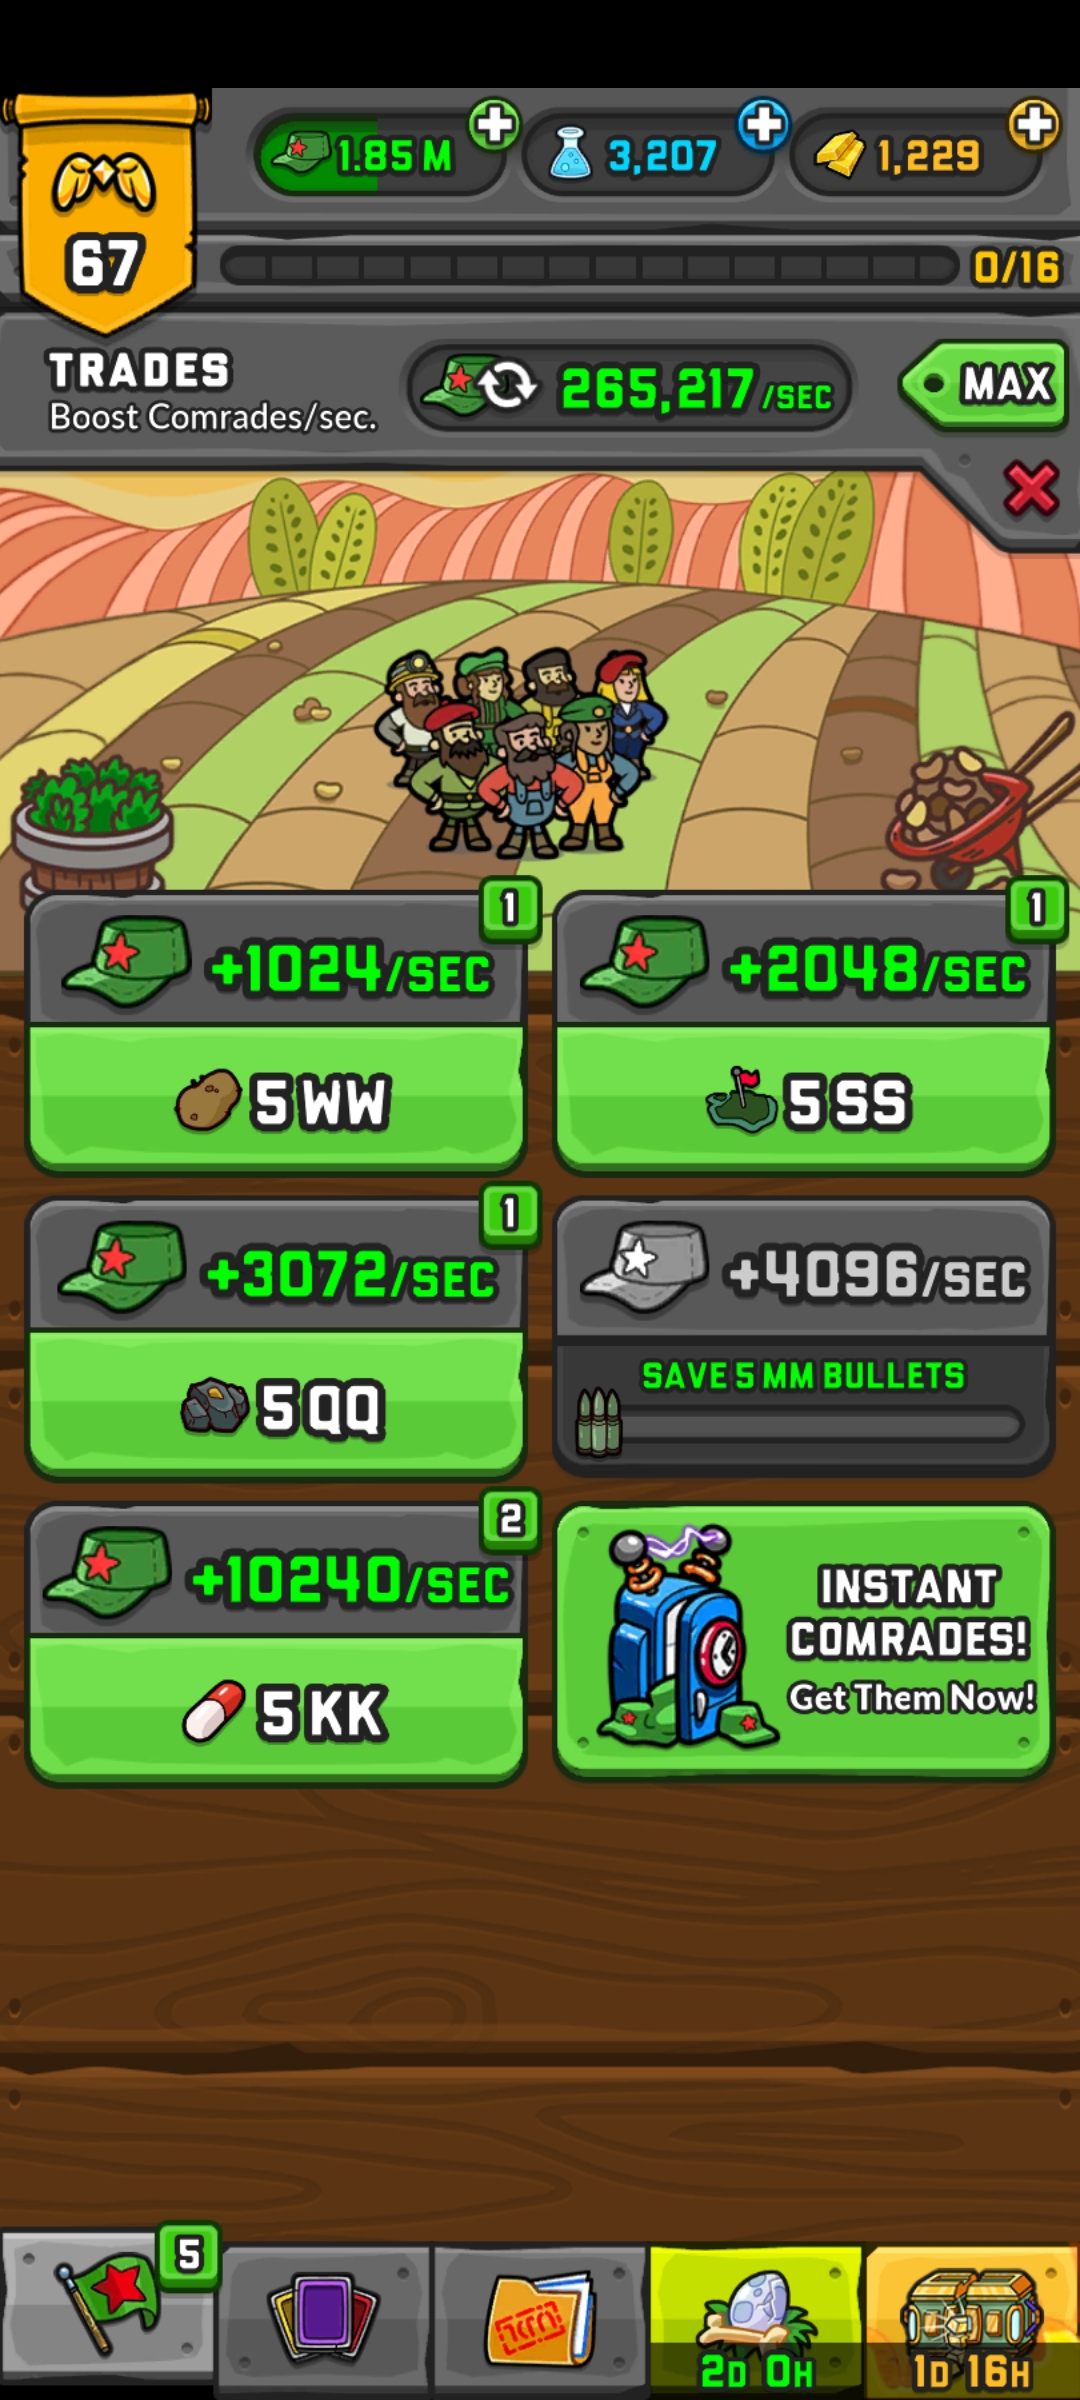 67
1.85 M
3,207
1,229
0/16
TRADES
Boost Comrades/sec.
265,217/SEC
MAX
1
+1024/SEC
5 WW
1
+2048/SEC
5 SS
1
+3072/SEC
5 QQ
+4096/SEC
SAVE 5 MM BULLETS
2
+10240/SEC
5 KK
INSTANT
COMRADES!
Get Them Now!
5
2D 0H
1D 16H